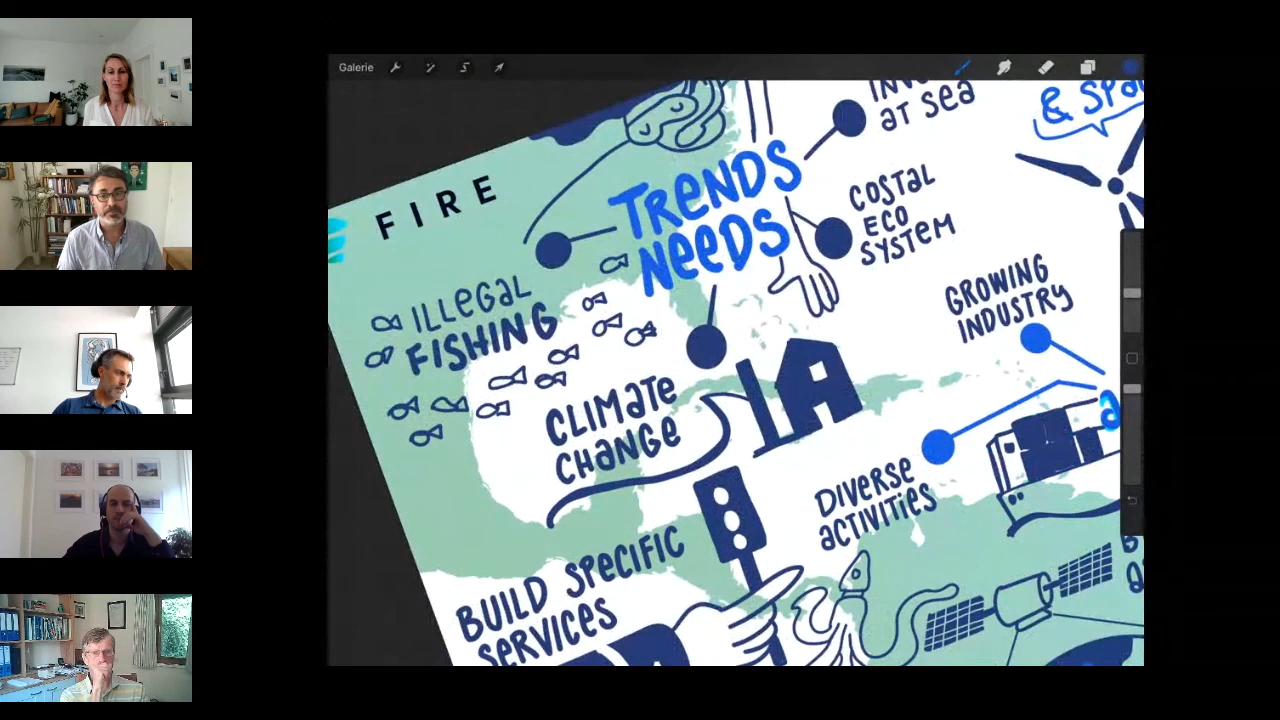 Galerie
AT SEA
FIRE
TRENDS
NEEDS
COSTAL
ECO
SYSTEM
ILLEGAL
FISHING
GROWING
INDUSTRY
CLIMATE
CHANGE
DIVERSE
ACTIVITIES
BUILD SPECIFIC
SERVICES